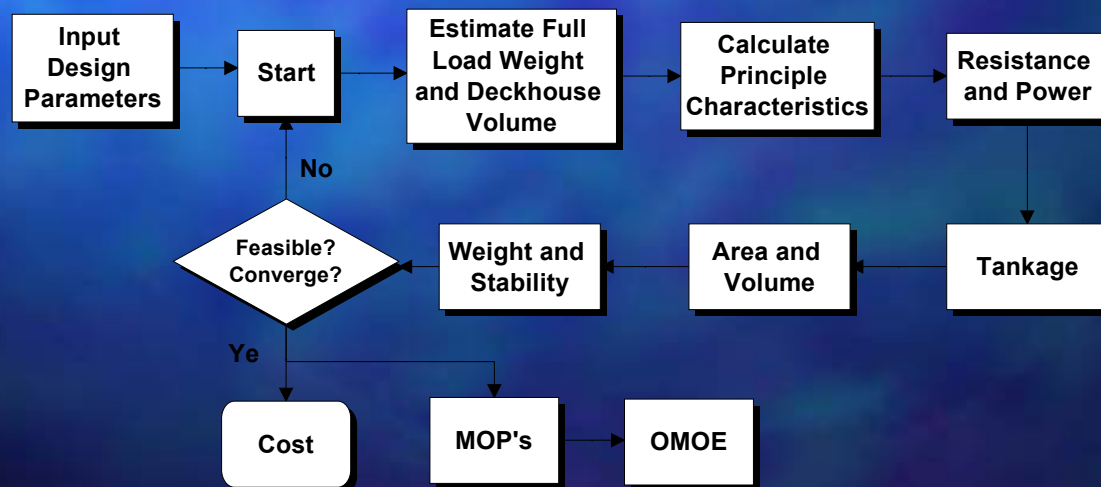 Input
Design
Parameters
Start
Estimate Full
Load Weight
and Deckhouse
Volume
Calculate
Principle
Characteristics
Resistance
and Power
No
Feasible?
Converge?
Weight and
Stability
Area and
Volume
Tankage
Ye
Cost
MOP's
OMOE